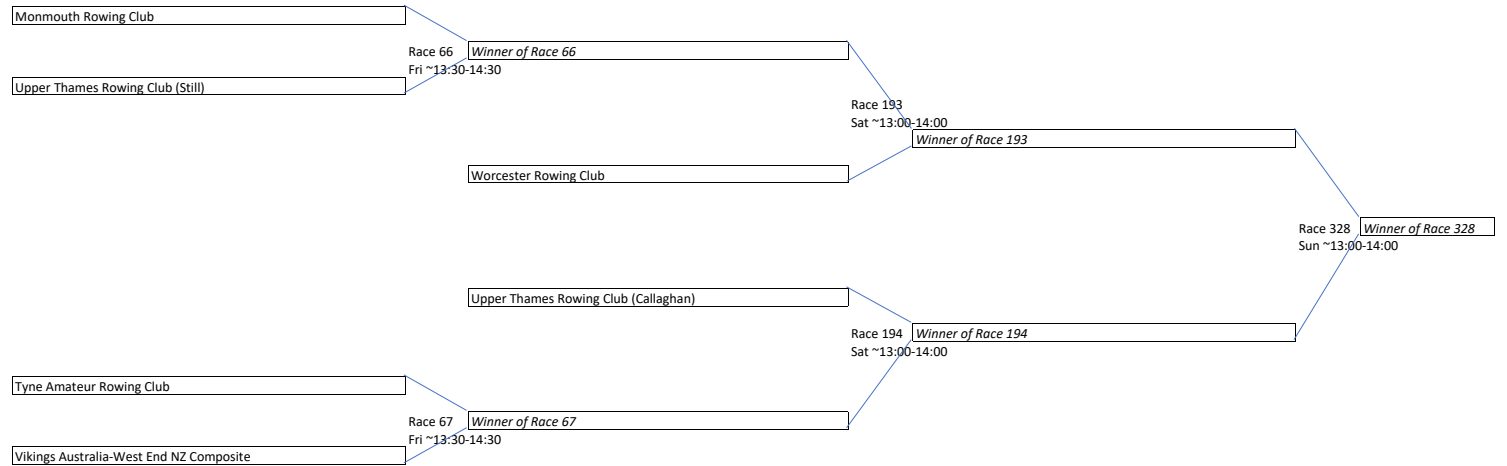 Monmouth Rowing Club
Race 66
Winner of Race 66
Fri ~13:30-14:30
Upper Thames Rowing Club (Still)
Race 193
Sat ~13:00-14:00
Winner of Race 193
Worcester Rowing Club
Race 328
Winner of Race 328
Sun ~13:00-14:00
Upper Thames Rowing Club (Callaghan)
Race 194
Winner of Race 194
Sat ~13:00-14:00
Tyne Amateur Rowing Club
Race 67
Winner of Race 67
Fri ~13:30-14:30
Vikings Australia-West End NZ Composite